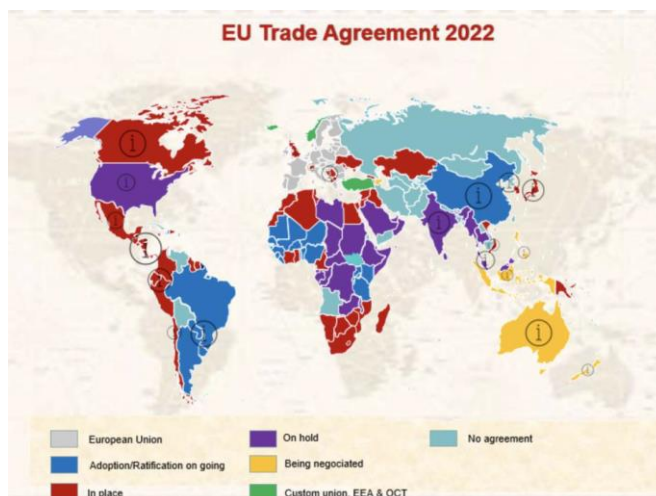 EU Trade Agreement 2022
European Union
On hold
No agreement
Adoption/Ratification on going
Being negociated
In place
Custom union, EEA & OCT